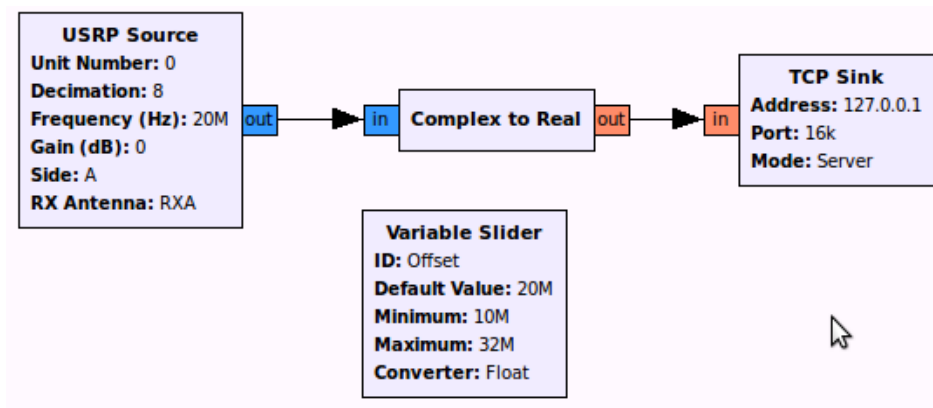 USRP Source
Unit Number: 0
Decimation: 8
Frequency (Hz): 20M
Gain (dB): 0
Side: A
RX Antenna: RXA
out
in
Complex to Real
out
in
TCP Sink
Address: 127.0.0.1
Port: 16k
Mode: Server
Variable Slider
ID: Offset
Default Value: 20M
Minimum: 10M
Maximum: 32M
Converter: Float